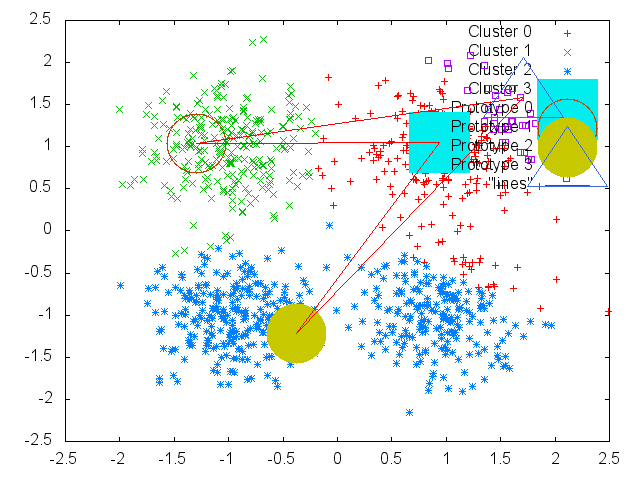 2.5
2
1.5
1
0.5
0
-0.5
-1
-1.5
-2
-2.5
-2.5
-2
-1.5
-1
-0.5
0
0.5
1
1.5
2
2.5
Cluster 0
Cluster 1
Cluster 2
Cluster 3
Prototype 0
Prototype 1
Prototype 2
Prototype 3
"lines"